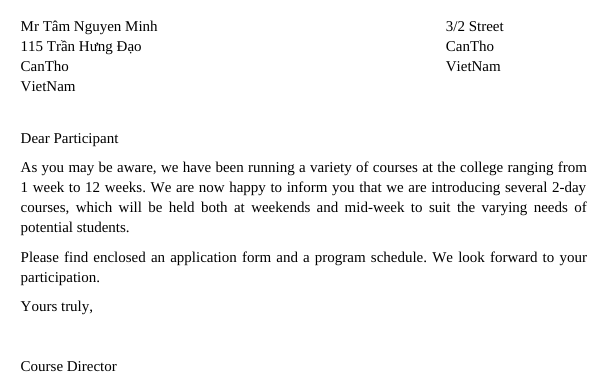 Mr Tâm Nguyen Minh
115 Trần Hưng Đạo
CanTho
VietNam
3/2 Street
CanTho
VietNam
Dear Participant
As you may be aware, we have been running a variety of courses at the college ranging from
1 week to 12 weeks. We are now happy to inform you that we are introducing several 2-day
courses, which will be held both at weekends and mid-week to suit the varying needs of
potential students.
Please find enclosed an application form and a program schedule. We look forward to your
participation.
Yours truly,
Course Director